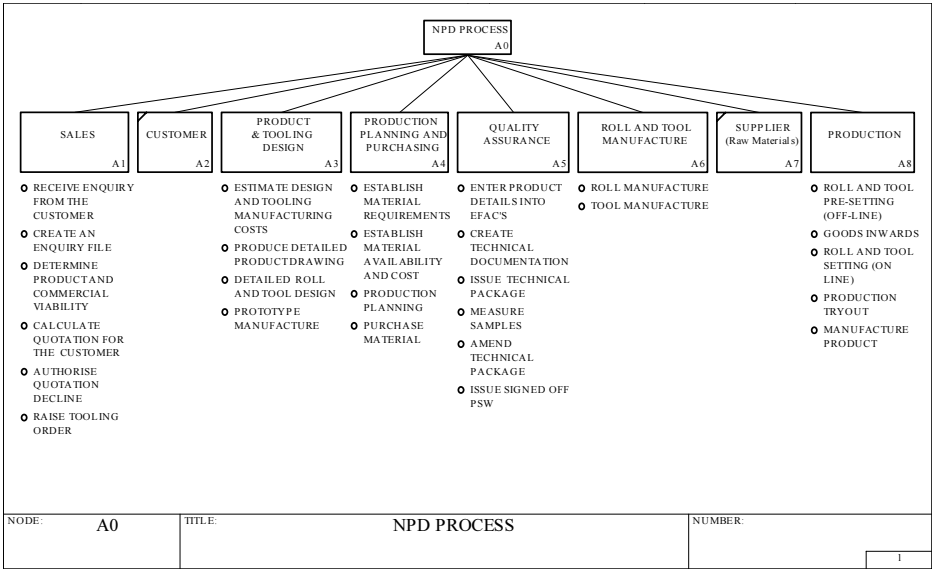 NPD PROCESS
A0
SALES
A1
CUSTOMER
A2
PRODUCT
& TOOLING
DESIGN
A3
PRODUCTION
PLANNING AND
PURCHASING
A4
QUALITY
ASSURANCE
A5
ROLL AND TOOL
MANUFACTURE
A6
SUPPLIER
(Raw Materials)
A7
PRODUCTION
A8
RECEIVE ENQUIRY
FROM THE
CUSTOMER
CREATE AN
ENQUIRY FILE
DETERMINE
PRODUCT AND
COMMERCIAL
VIABILITY
CALCULATE
QUOTATION FOR
THE CUSTOMER
AUTHORISE
QUOTATION
DECLINE
RAISE TOOLING
ORDER
ESTIMATE DESIGN
AND TOOLING
MANUFACTURING
COSTS
PRODUCE DETAILED
PRODUCT DRAWING
DETAILED ROLL
AND TOOL DESIGN
PROTOTYPE
MANUFACTURE
ESTABLISH
MATERIAL
REQUIREMENTS
ESTABLISH
MATERIAL
AVAILABILITY
AND COST
PRODUCTION
PLANNING
PURCHASE
MATERIAL
ENTER PRODUCT
DETAILS INTO
EFAC'S
CREATE
TECHNICAL
DOCUMENTATION
ISSUE TECHNICAL
PACKAGE
MEASURE
SAMPLES
AMEND
TECHNICAL
PACKAGE
ISSUE SIGNED OFF
PSW
ROLL MANUFACTURE
TOOL MANUFACTURE
ROLL AND TOOL
PRE-SETTING
(OFF-LINE)
GOODS INWARDS
ROLL AND TOOL
SETTING (ON
LINE)
PRODUCTION
TRYOUT
MANUFACTURE
PRODUCT
NODE:
A0
TITLE:
NPD PROCESS
NUMBER:
1